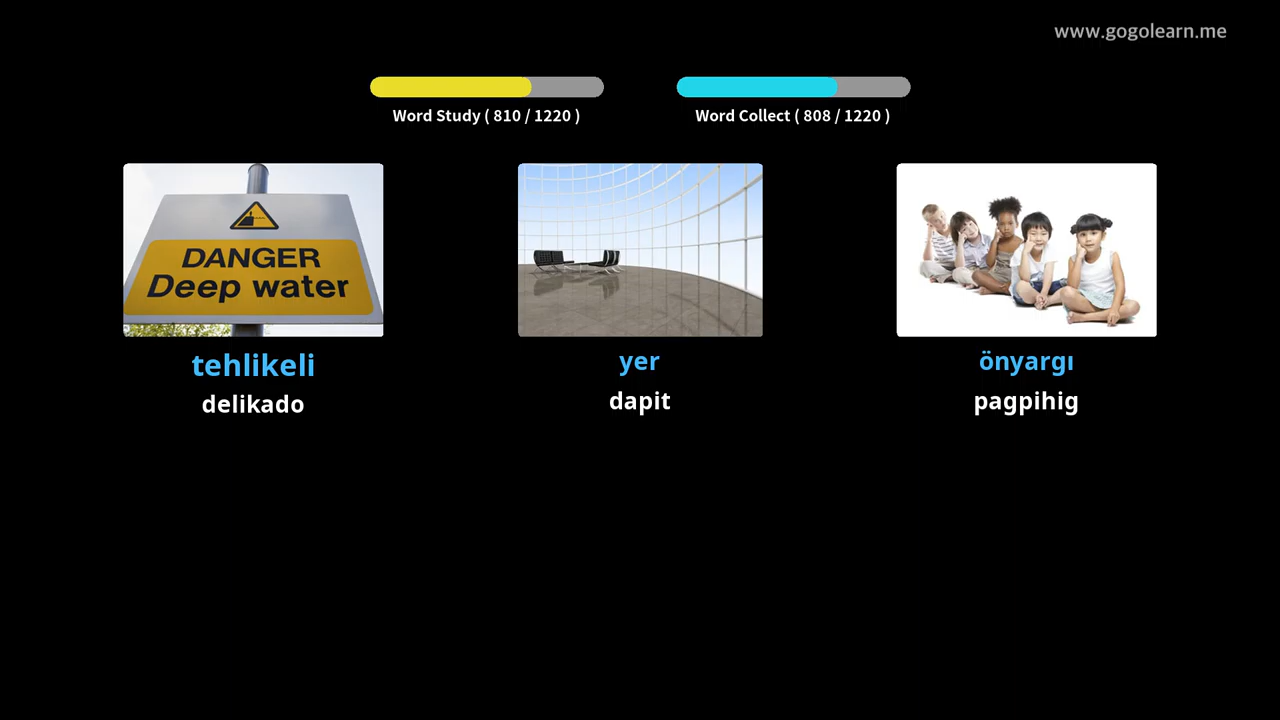 www.gogolearn.me
Word Study ( 810 / 1220 )
Word Collect ( 808 / 1220 )
DANGER
Deep water
tehlikeli
delikado
yer
dapit
önyargı
pagpihig